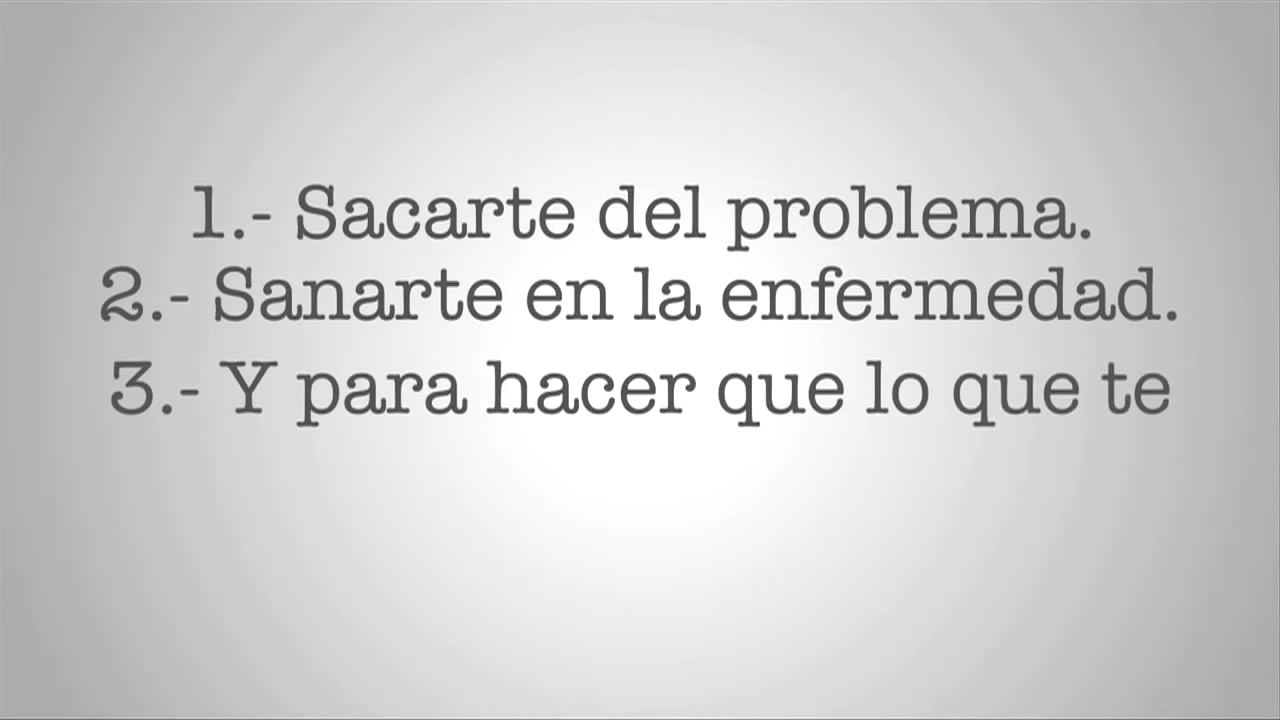 1.- Sacarte del problema.
2.- Sanarte en la enfermedad.
3.- Y para hacer que lo que te